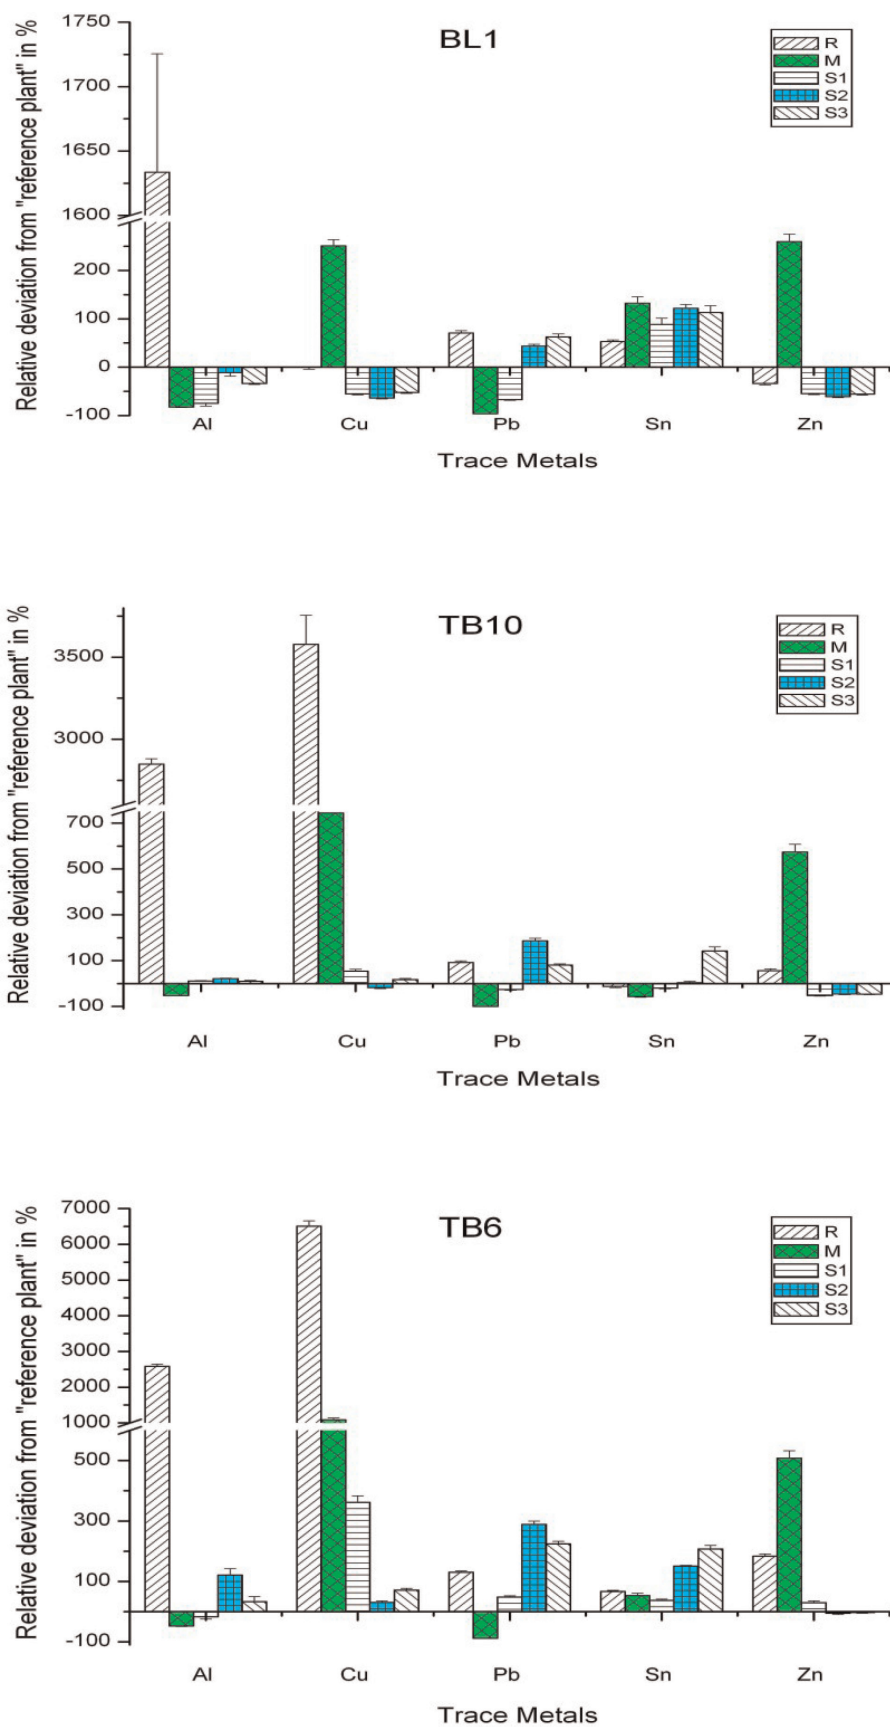 BL1
Relative deviation from "reference plant" in %
1750
1700
1650
1600
200
100
0
-100
R
M
S1
S2
S3
Al Cu Pb Sn Zn
Trace Metals
TB10
Relative deviation from "reference plant" in %
3500
3000
700
500
300
100
-100
R
M
S1
S2
S3
Al Cu Pb Sn Zn
Trace Metals
TB6
Relative deviation from "reference plant" in %
7000
6000
5000
4000
3000
2000
1000
500
300
100
-100
R
M
S1
S2
S3
Al Cu Pb Sn Zn
Trace Metals